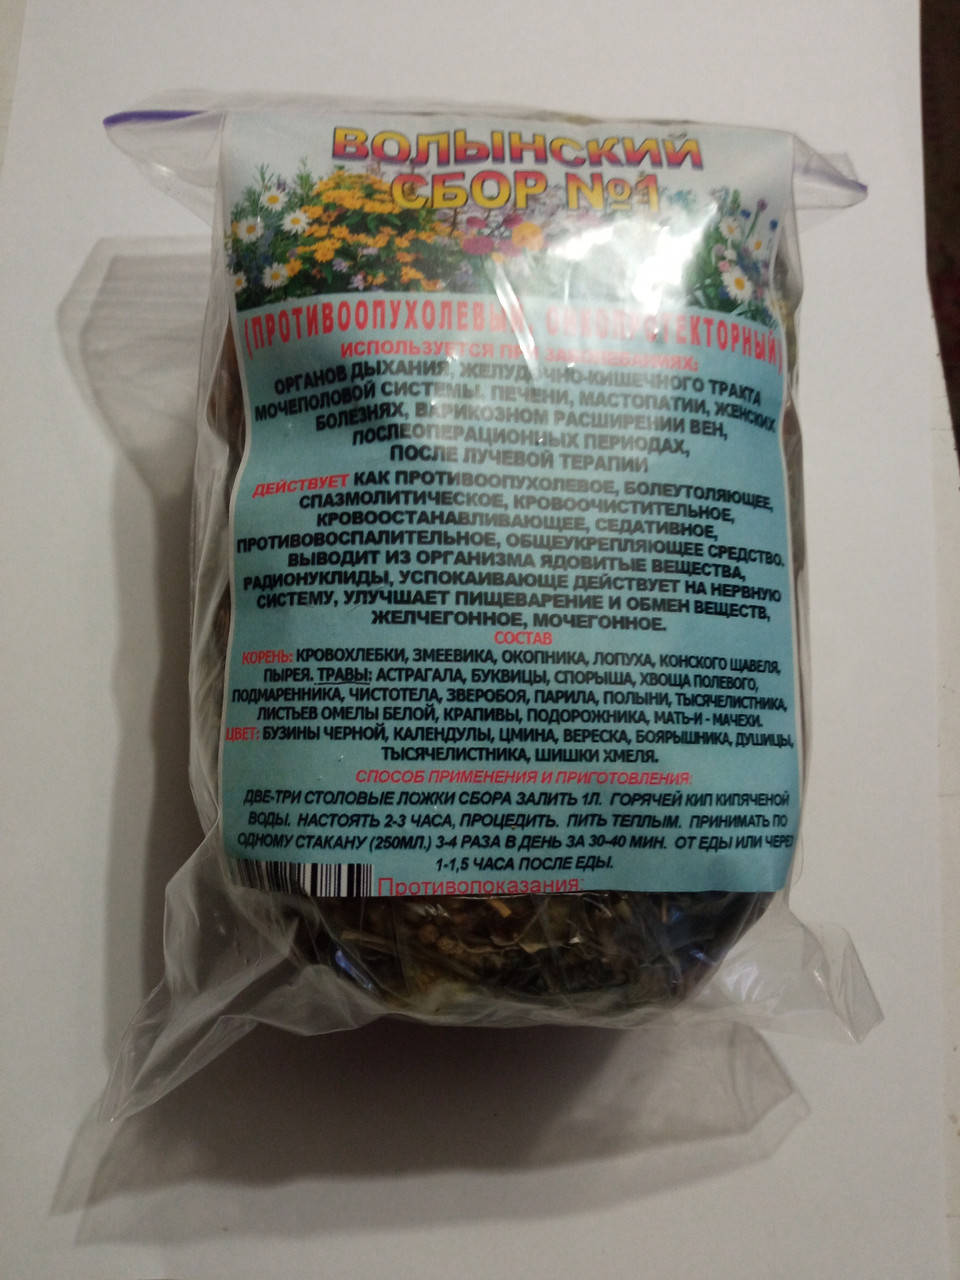 ВОЛЫНСКИЙ
СБОР №1
(ПРОТИВООПУХОЛЕВЫЙ, ОНКОПРОТЕКТОРНЫЙ)
ИСПОЛЬЗУЕТСЯ ПРИ ЗАБОЛЕВАНИЯХ:
ОРГАНОВ ДЫХАНИЯ, ЖЕЛУДОЧНО-КИШЕЧНОГО ТРАКТА
МОЧЕПОЛОВОЙ СИСТЕМЫ. ПЕЧЕНИ, МАСТОПАТИИ, ЖЕНСКИХ
БОЛЕЗНЯХ, ВАРИКОЗНОМ РАСШИРЕНИИ ВЕН,
ПОСЛЕОПЕРАЦИОННЫХ ПЕРИОДАХ,
ПОСЛЕ ЛУЧЕВОЙ ТЕРАПИИ
ДЕЙСТВУЕТ КАК ПРОТИВООПУХОЛЕВОЕ, БОЛЕУТОЛЯЮЩЕЕ,
СПАЗМОЛИТИЧЕСКОЕ, КРОВООЧИСТИТЕЛЬНОЕ,
КРОВООСТАНАВЛИВАЮЩЕЕ, СЕДАТИВНОЕ,
ПРОТИВОВОСПАЛИТЕЛЬНОЕ, ОБЩЕУКРЕПЛЯЮЩЕЕ СРЕДСТВО.
ВЫВОДИТ ИЗ ОРГАНИЗМА ЯДОВИТЫЕ ВЕЩЕСТВА,
РАДИОНУКЛИДЫ, УСПОКАИВАЮЩЕ ДЕЙСТВУЕТ НА НЕРВНУЮ
СИСТЕМУ, УЛУЧШАЕТ ПИЩЕВАРЕНИЕ И ОБМЕН ВЕЩЕСТВ,
ЖЕЛЧЕГОННОЕ, МОЧЕГОННОЕ.
СОСТАВ
КОРЕНЬ: КРОВОХЛЕБКИ, ЗМЕЕВИКА, ОКОПНИКА, ЛОПУХА, КОНСКОГО ЩАВЕЛЯ,
ПЫРЕЯ. ТРАВЫ: АСТРАГАЛА, БУКВИЦЫ, СПОРЫША, ХВОЩА ПОЛЕВОГО,
ПОДМАРЕННИКА, ЧИСТОТЕЛА, ЗВЕРОБОЯ, ПАРИЛА, ПОЛЫНИ, ТЫСЯЧЕЛИСТНИКА,
ЛИСТЬЕВ ОМЕЛЫ БЕЛОЙ, КРАПИВЫ, ПОДОРОЖНИКА, МАТЬ-И - МАЧЕХИ.
ЦВЕТ: БУЗИНЫ ЧЕРНОЙ, КАЛЕНДУЛЫ, ЦМИНА, ВЕРЕСКА, БОЯРЫШНИКА, ДУШИЦЫ,
ТЫСЯЧЕЛИСТНИКА, ШИШКИ ХМЕЛЯ.
СПОСОБ ПРИМЕНЕНИЯ И ПРИГОТОВЛЕНИЯ:
ДВЕ-ТРИ СТОЛОВЫЕ ЛОЖКИ СБОРА ЗАЛИТЬ 1Л. ГОРЯЧЕЙ КИП КИПЯЧЕНОЙ
ВОДЫ. НАСТОЯТЬ 2-3 ЧАСА, ПРОЦЕДИТЬ. ПИТЬ ТЕПЛЫМ. ПРИНИМАТЬ ПО
ОДНОМУ СТАКАНУ (250МЛ.) 3-4 РАЗА В ДЕНЬ ЗА 30-40 МИН. ОТ ЕДЫ ИЛИ ЧЕРЕЗ
1-1,5 ЧАСА ПОСЛЕ ЕДЫ.
Противопоказания: